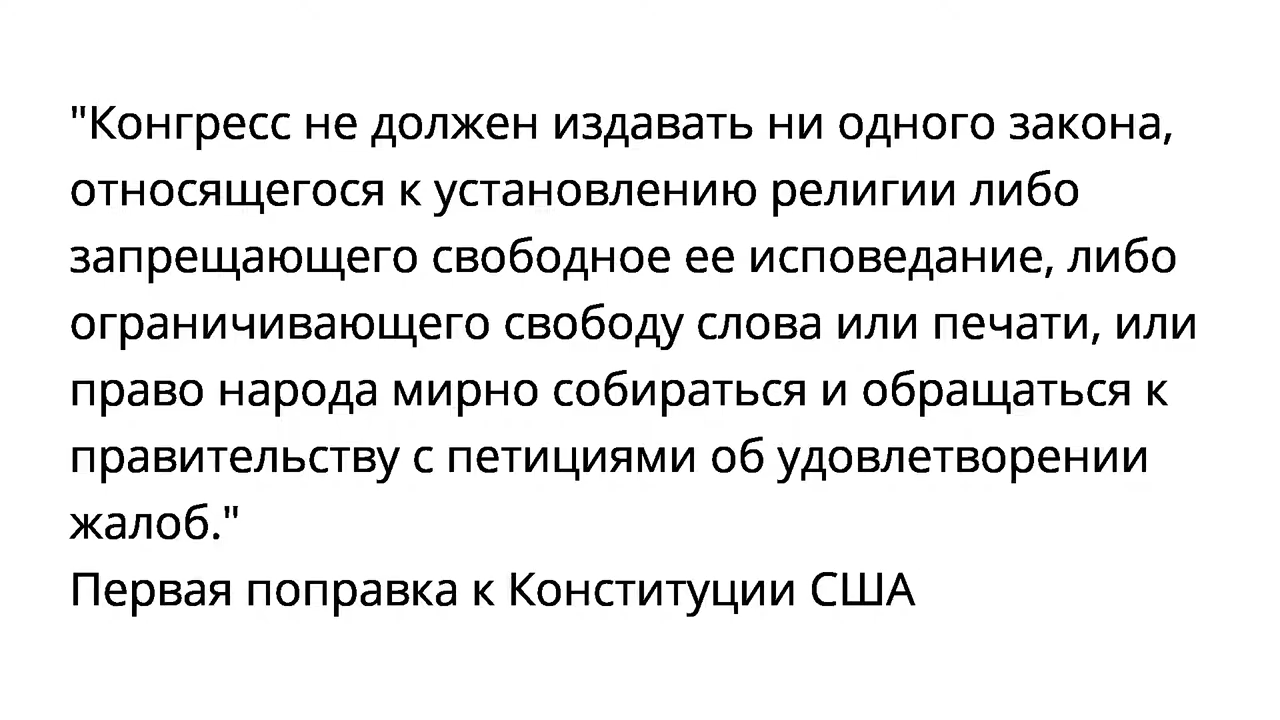 "Конгресс не должен издавать ни одного закона,
относящегося к установлению религии либо
запрещающего свободное ее исповедание, либо
ограничивающего свободу слова или печати, или
право народа мирно собираться и обращаться к
правительству с петициями об удовлетворении
жалоб."
Первая поправка к Конституции США